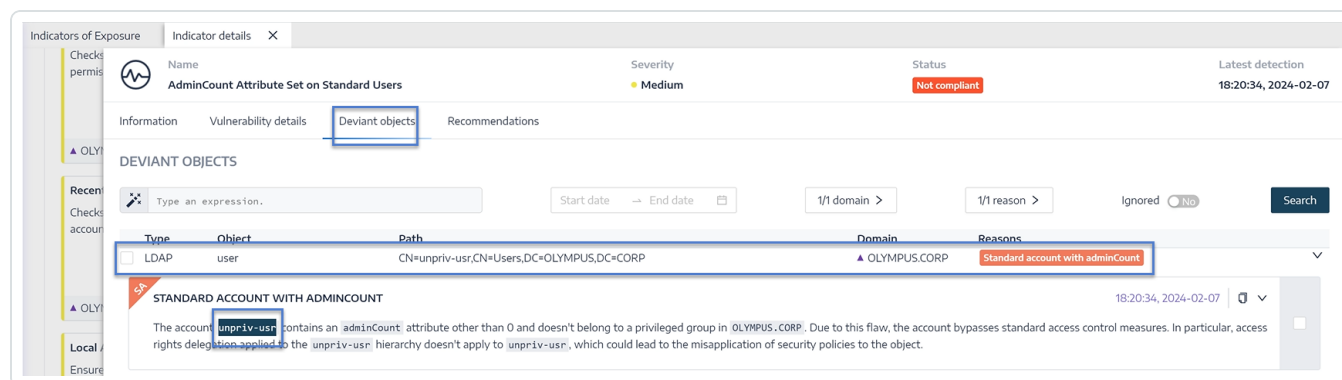 Indicators of Exposure
Indicator details
Checks
permis
OLYM
Recent
Checks
accoun
OLYM
Local A
Ensure
Name
AdminCount Attribute Set on Standard Users
Severity
Medium
Status
Not compliant
Latest detection
18:20:34, 2024-02-07
Information Vulnerability details Deviant objects Recommendations
DEVIANT OBJECTS
Type an expression. Start date → End date 1/1 domain > 1/1 reason > Ignored No Search
Type Object Path Domain Reasons
LDAP user CN=unpriv-usr,CN=Users,DC=OLYMPUS,DC=CORP OLYMPUS.CORP Standard account with adminCount
SA
STANDARD ACCOUNT WITH ADMINCOUNT 18:20:34, 2024-02-07
The account unpriv-usr contains an adminCount attribute other than 0 and doesn't belong to a privileged group in OLYMPUS.CORP. Due to this flaw, the account bypasses standard access control measures. In particular, access
rights delegation applied to the unpriv-usr hierarchy doesn't apply to unpriv-usr, which could lead to the misapplication of security policies to the object.